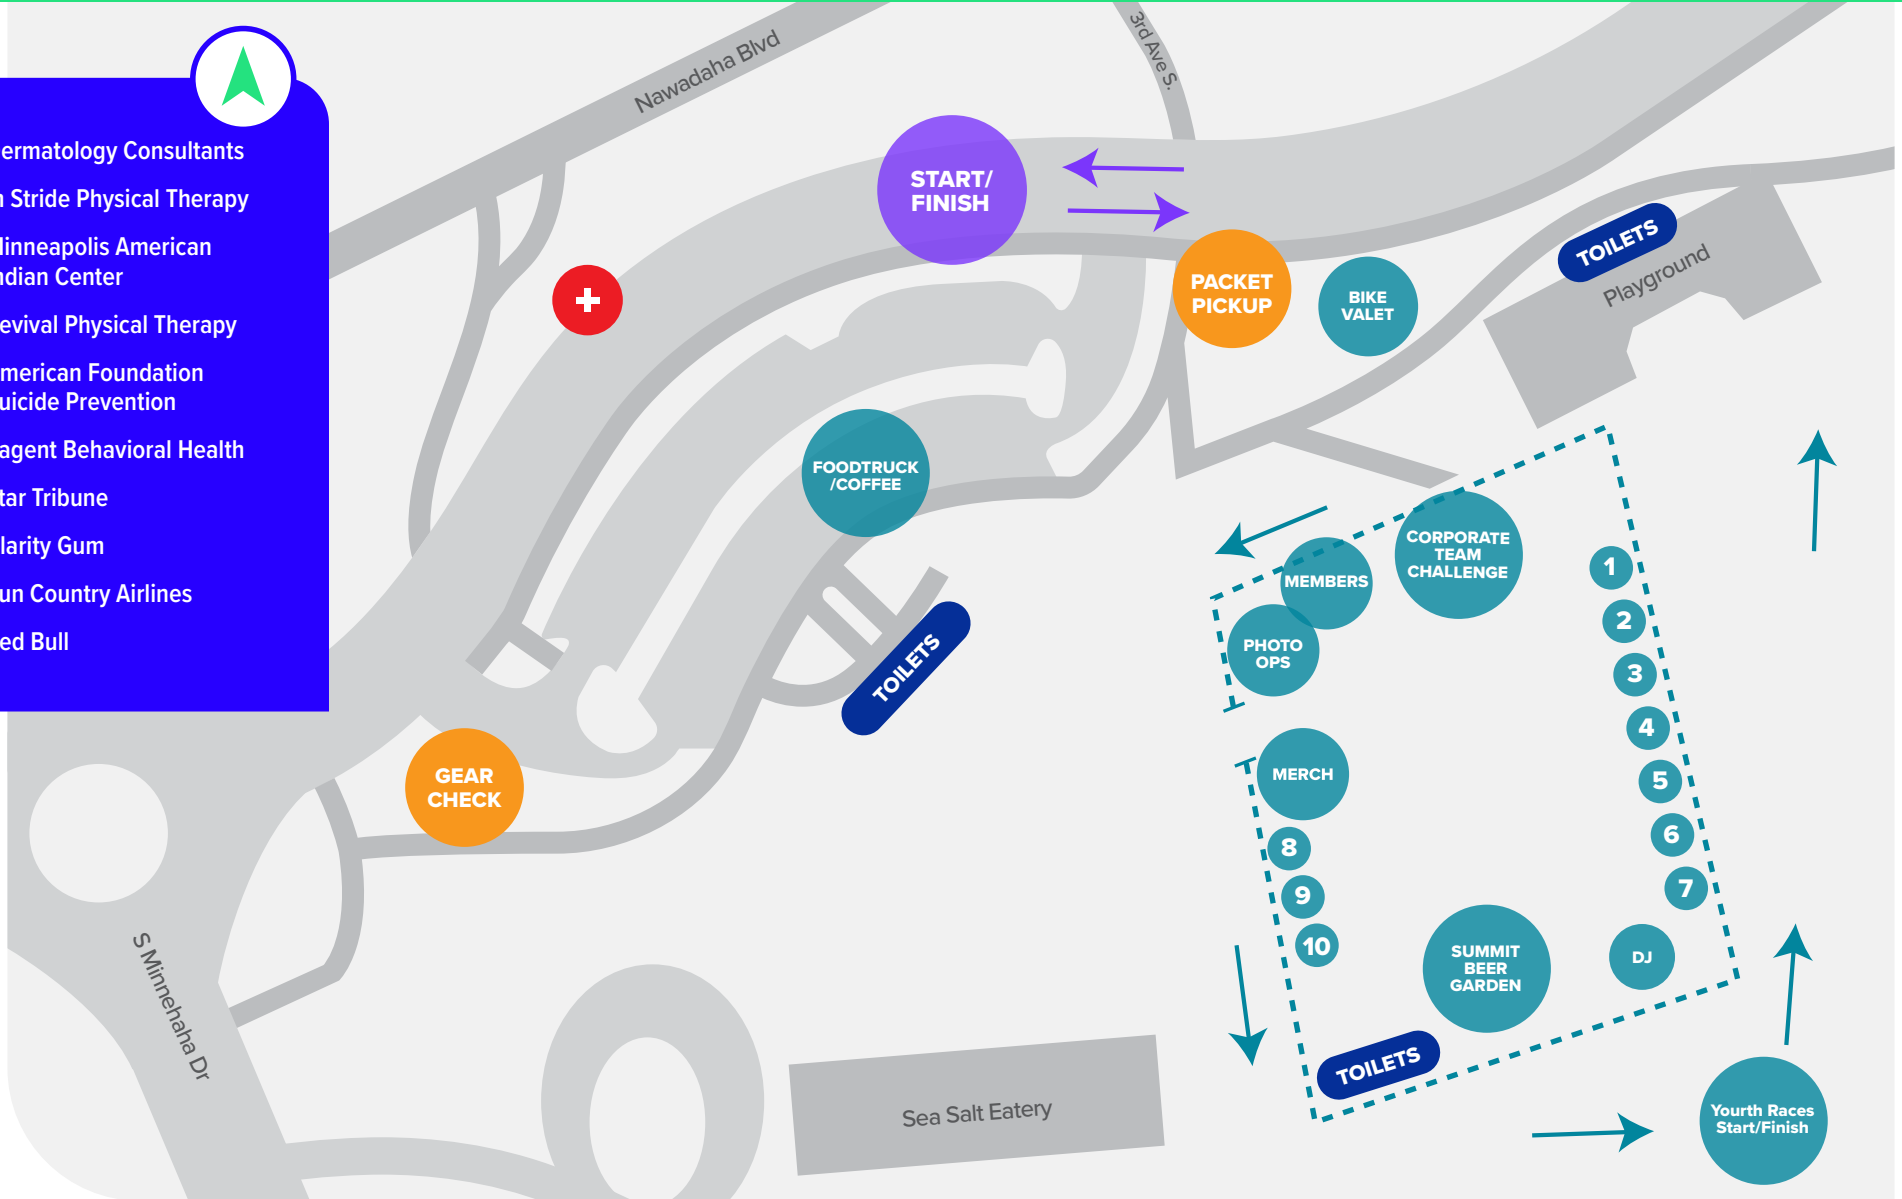 Nawadaha Blvd
3rd Ave S.
ermatology Consultants
Stride Physical Therapy
inneapolis American
ndian Center
evival Physical Therapy
merican Foundation
uicide Prevention
agent Behavioral Health
tar Tribune
larity Gum
un Country Airlines
ed Bull
START/
FINISH
PACKET
PICKUP
BIKE
VALET
TOILETS
Playground
FOODTRUCK
/COFFEE
CORPORATE
TEAM
CHALLENGE
MEMBERS
PHOTO
OPS
1
2
3
4
5
6
7
TOILETS
GEAR
CHECK
MERCH
8
9
10
SUMMIT
BEER
GARDEN
DJ
TOILETS
S Minnehaha Dr
Sea Salt Eatery
Yourth Races
Start/Finish